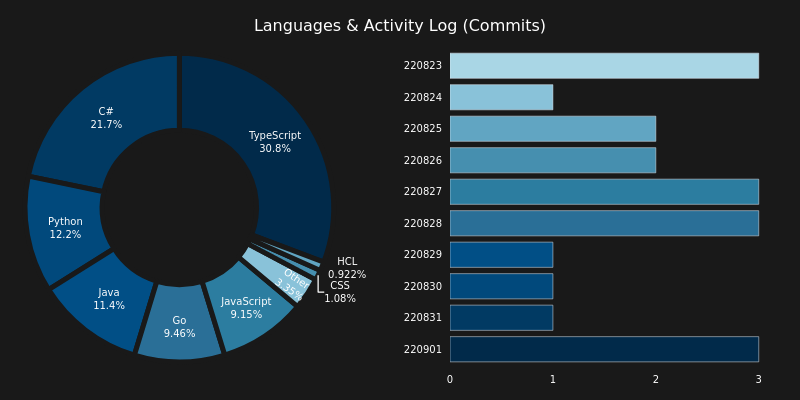 Languages & Activity Log (Commits)
TypeScript
30.8%
C#
21.7%
Python
12.2%
Java
11.4%
Go
9.46%
JavaScript
9.15%
Other
3.35%
CSS
1.08%
HCL
0.922%
220823
220824
220825
220826
220827
220828
220829
220830
220831
220901
0 1 2 3